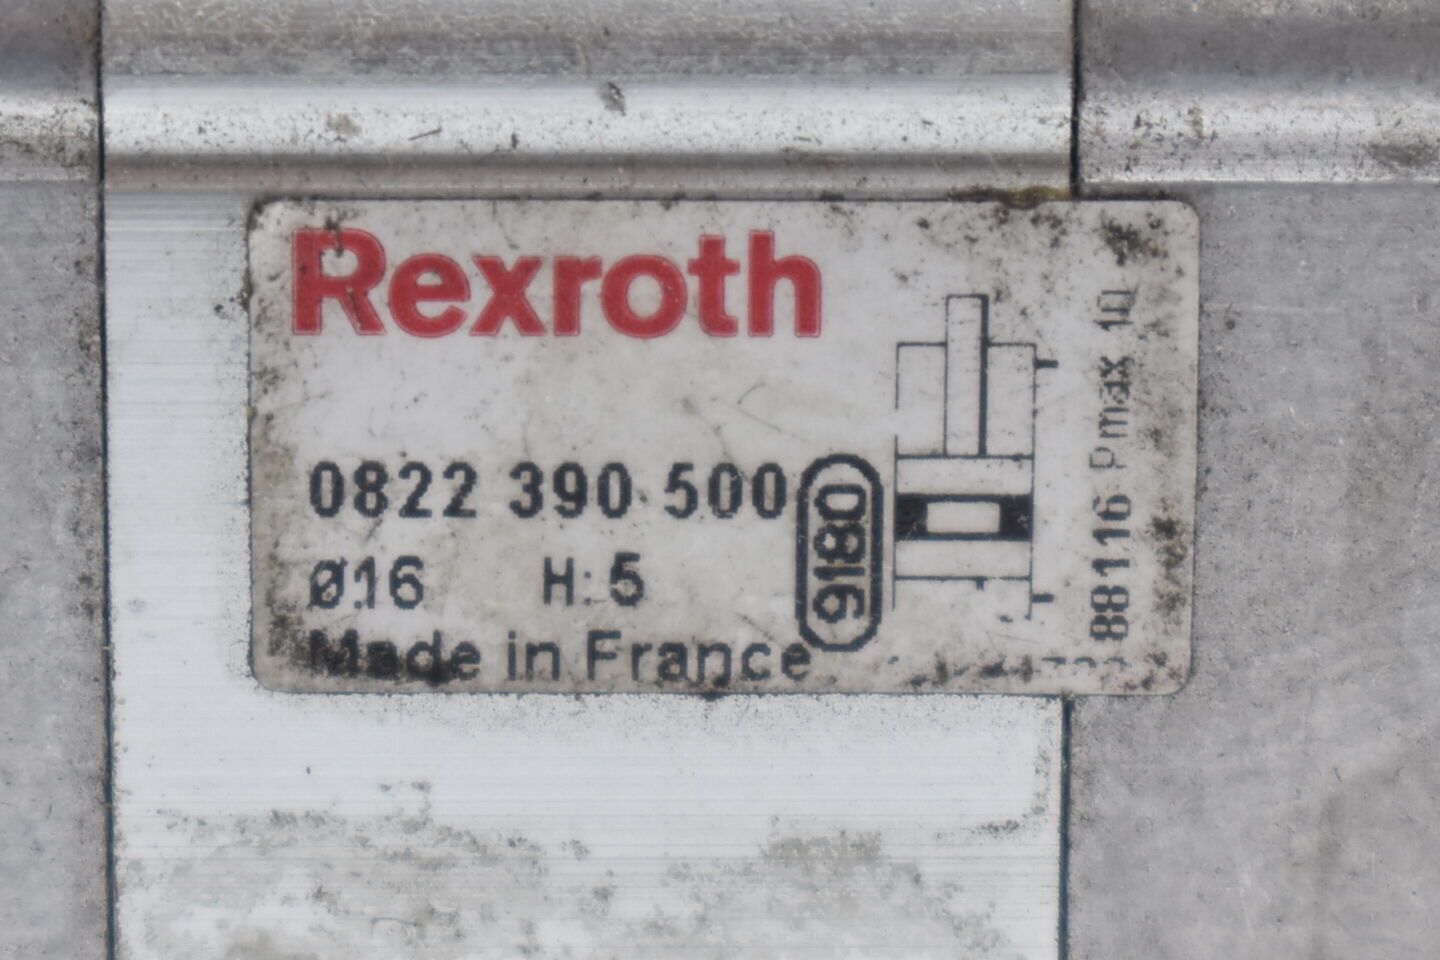 Rexroth
0822 390 500
Ø16 H: 5
Made in France
9180
88116 Pmax 10